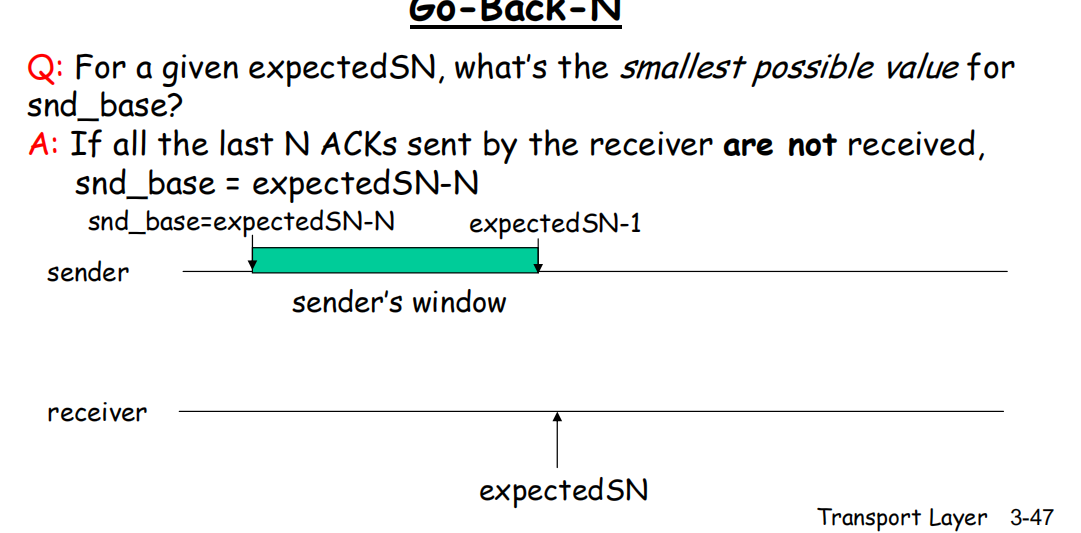 Go-Back-N
Q: For a given expectedSN, what's the smallest possible value for
snd_base?
A: If all the last N ACKs sent by the receiver are not received,
snd_base = expectedSN-N
snd_base=expectedSN-N expectedSN-1
sender
sender's window
receiver
expectedSN
Transport Layer 3-47